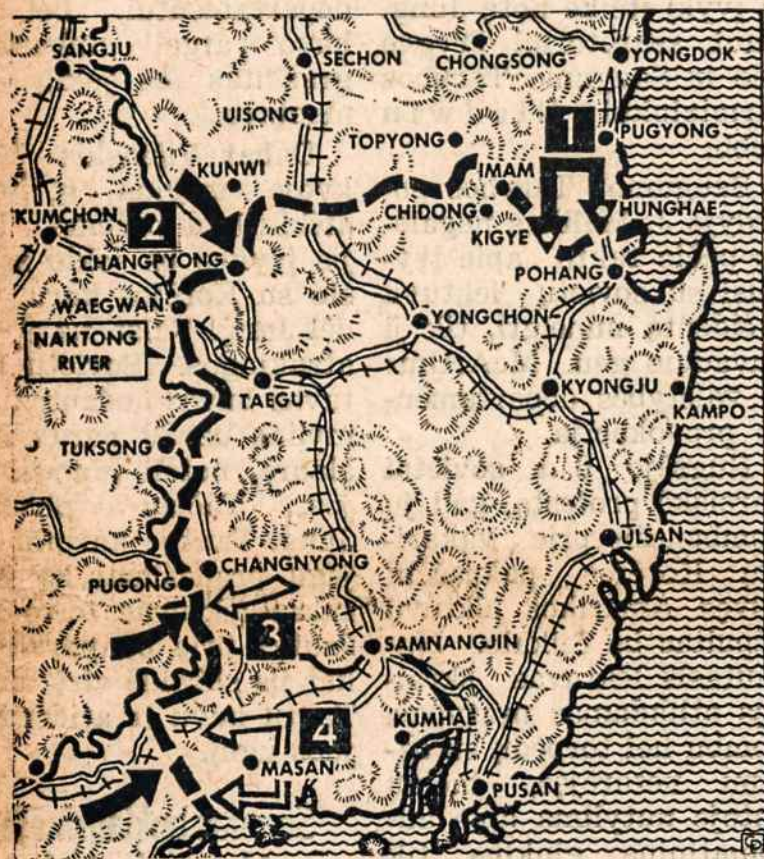 SANGJU
SECHON
CHONGSONG
YONGDOK
UISONG
TOPYONG
1
PUGYONG
KUNWI
IMAM
KUMCHON
2
CHIDONG
HUNGHAE
KIGYE
CHANGPYONG
POHANG
WAEGWAN
NAKTONG
RIVER
YONGCHON
TAEGU
KYONGJU
KAMPO
TUKSONG
ULSAN
CHANGNYONG
PUGONG
3
SAMNANGJIN
4
KUMHAE
MASAN
PUSAN